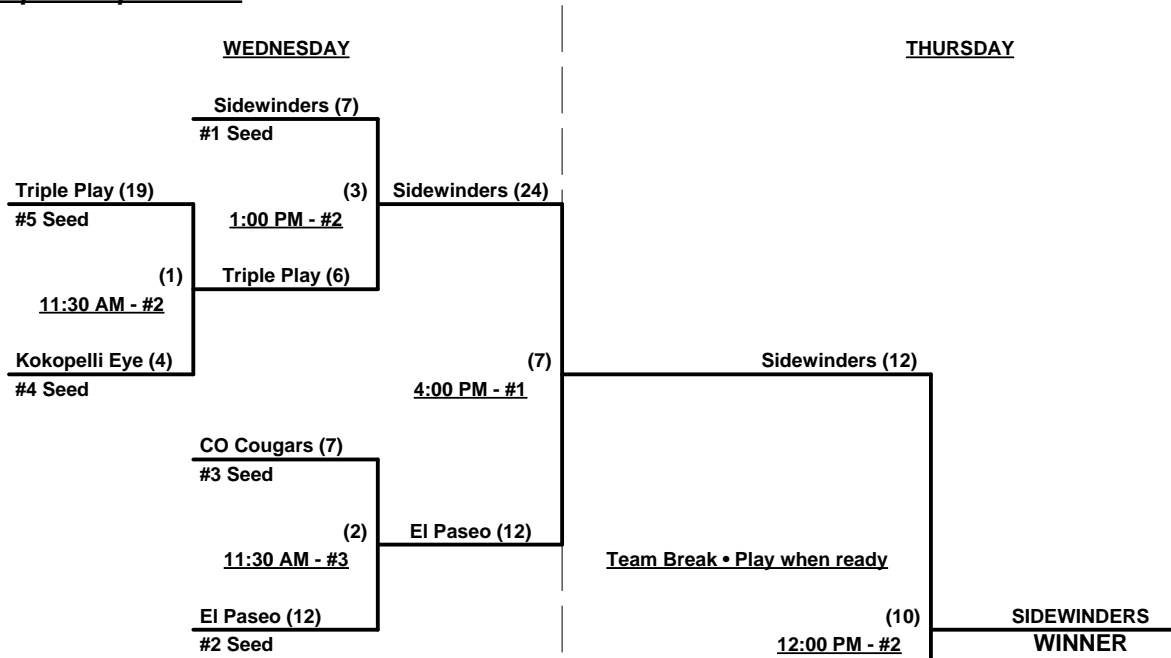 WEDNESDAY
THURSDAY
Sidewinders (7)
#1 Seed
Triple Play (19)
(3)
Sidewinders (24)
#5 Seed
1:00 PM - #2
(1)
Triple Play (6)
11:30 AM - #2
Kokopelli Eye (4)
(7)
Sidewinders (12)
#4 Seed
4:00 PM - #1
CO Cougars (7)
#3 Seed
(2)
El Paseo (12)
11:30 AM - #3
Team Break • Play when ready
El Paseo (12)
(10)
SIDEWINDERS
#2 Seed
12:00 PM - #2
WINNER